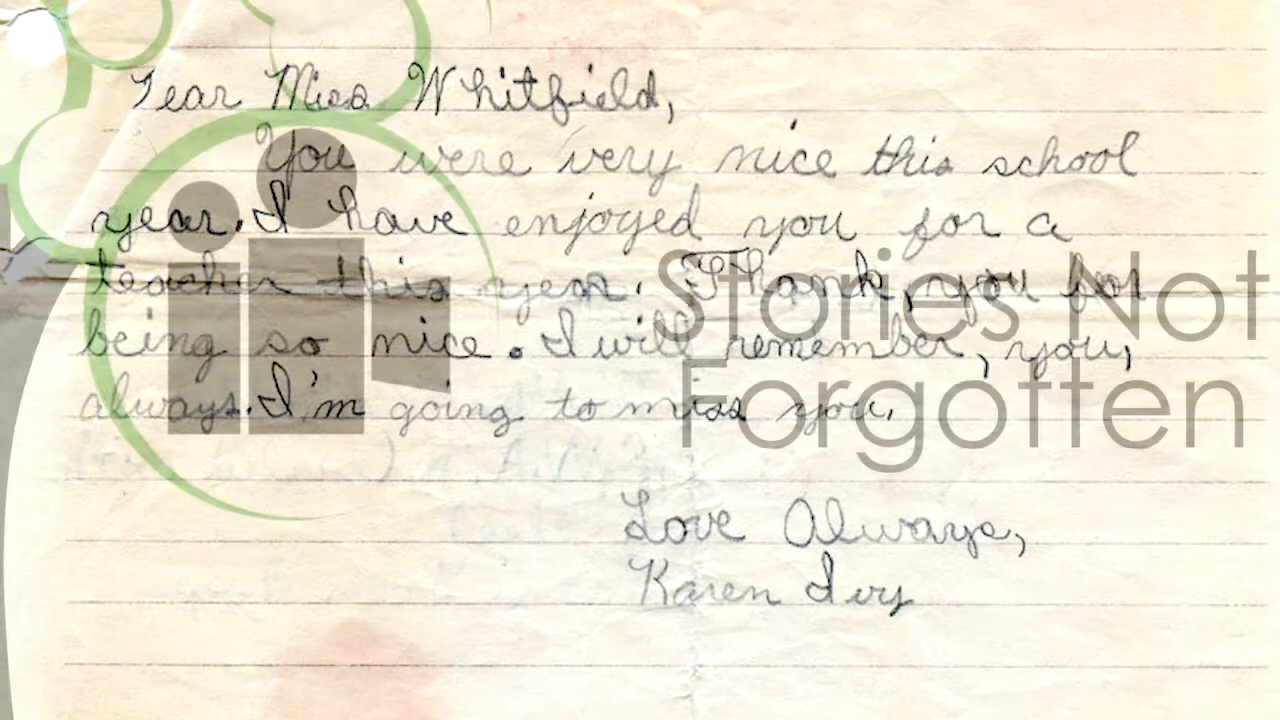 Dear Miss Whitfield,
You were very nice this school
year. I have enjoyed you for a
teacher this year. Thank, you for
being so nice. I will remember, you,
always. I'm going to miss you.
Love Always,
Karen Ivy
Stories Not
Forgotten